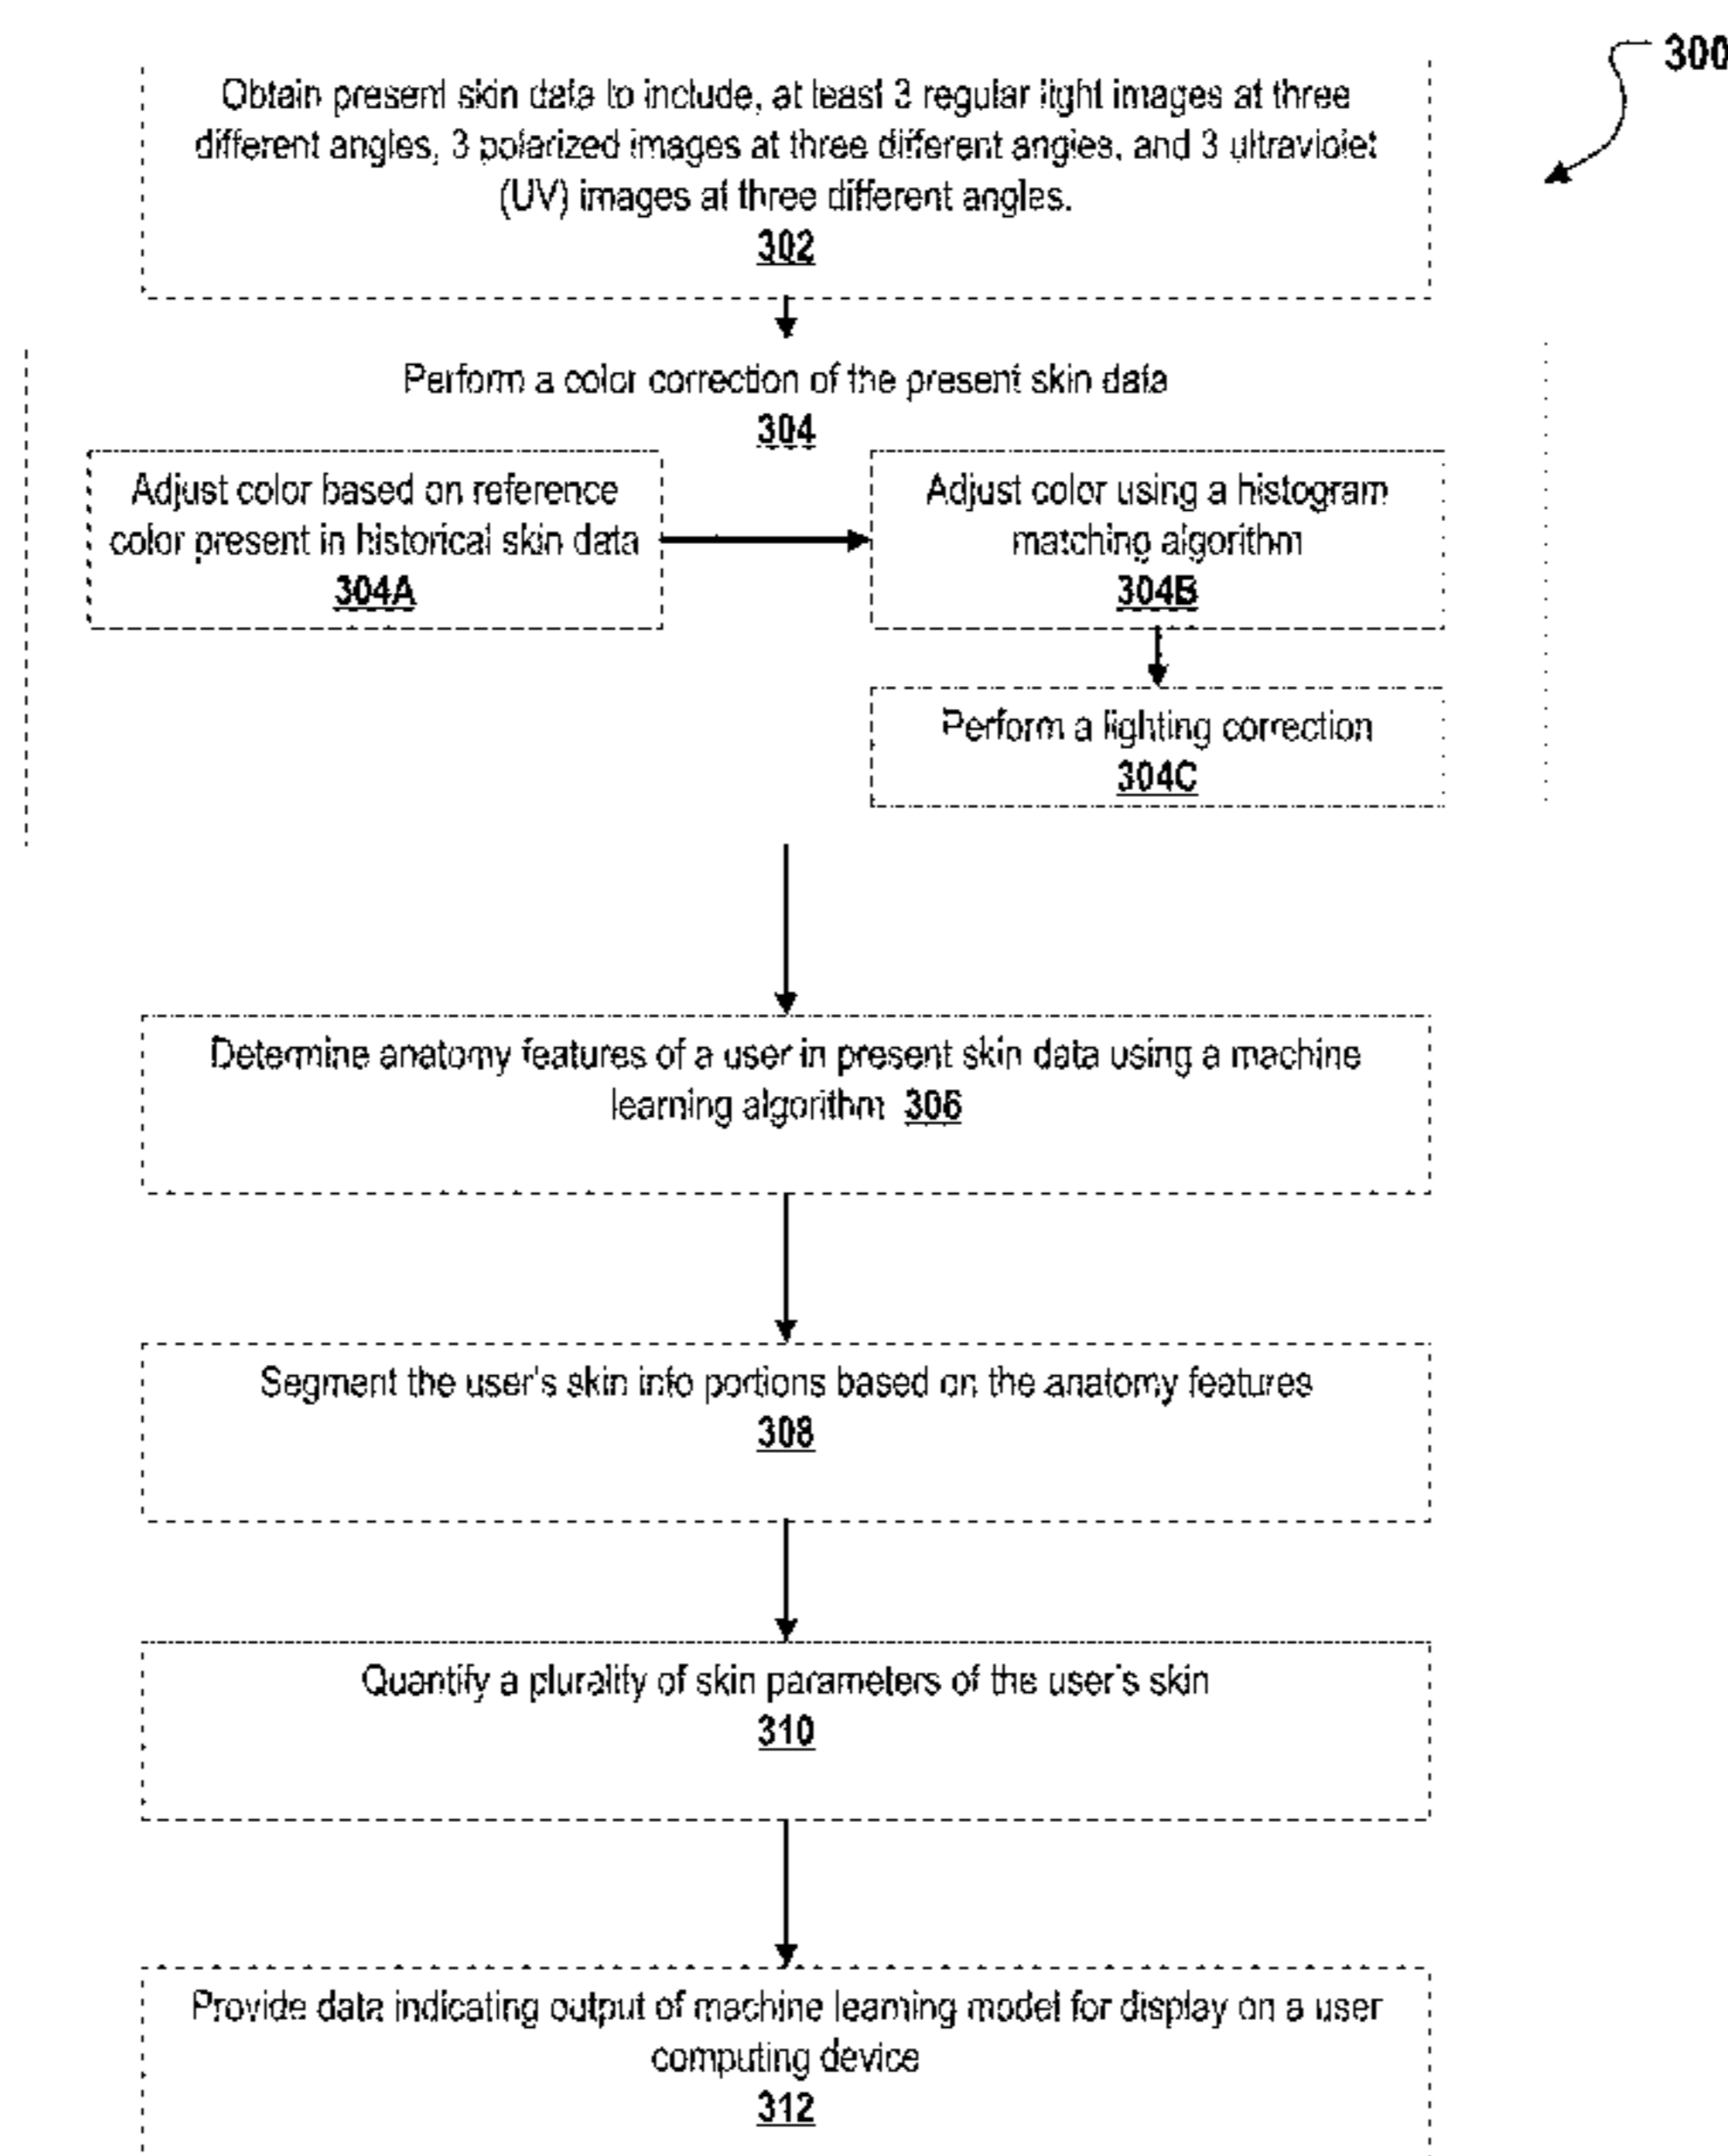 300
Obtain present skin data to include, at least 3 regular light images at three
different angles, 3 polarized images at three different angles, and 3 ultraviolet
(UV) images at three different angles.
302
Perform a color correction of the present skin data
304
Adjust color based on reference
color present in historical skin data
304A
Adjust color using a histogram
matching algorithm
304B
Perform a lighting correction
304C
Determine anatomy features of a user in present skin data using a machine
learning algorithm 306
Segment the user's skin into portions based on the anatomy features
308
Quantify a plurality of skin parameters of the user's skin
310
Provide data indicating output of machine learning model for display on a user
computing device
312